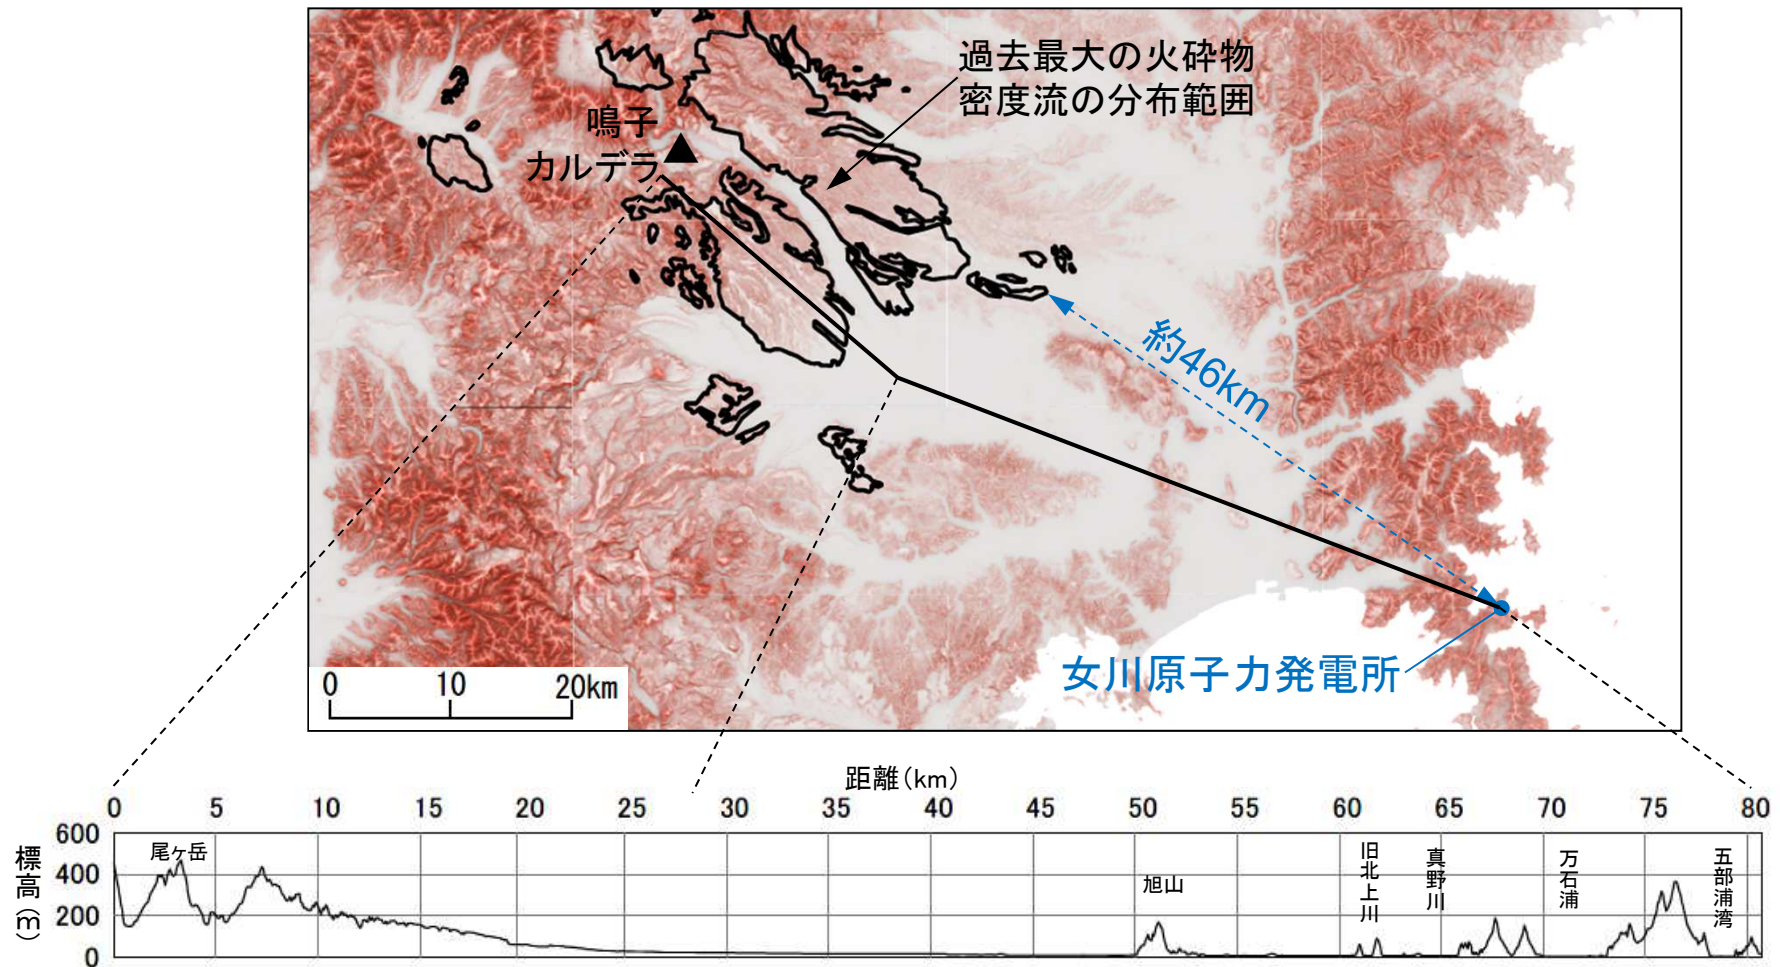 過去最大の火砕物
密度流の分布範囲
鳴子
カルデラ
約46km
女川原子力発電所
0 10 20km
距離(km)
0 5 10 15 20 25 30 35 40 45 50 55 60 65 70 75 80
標高(m)
600
400
200
0
尾ヶ岳
旭山
旧北上川
真野川
万石浦
五部浦湾